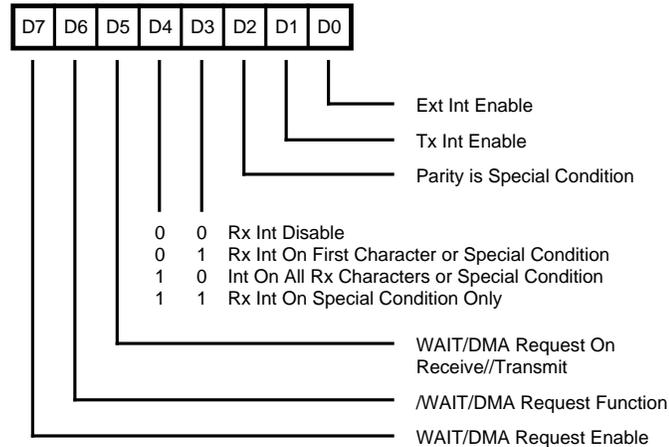 D7 D6 D5 D4 D3 D2 D1 D0
Ext Int Enable
Tx Int Enable
Parity is Special Condition
0 0 Rx Int Disable
0 1 Rx Int On First Character or Special Condition
1 0 Int On All Rx Characters or Special Condition
1 1 Rx Int On Special Condition Only
WAIT/DMA Request On
Receive//Transmit
/WAIT/DMA Request Function
WAIT/DMA Request Enable